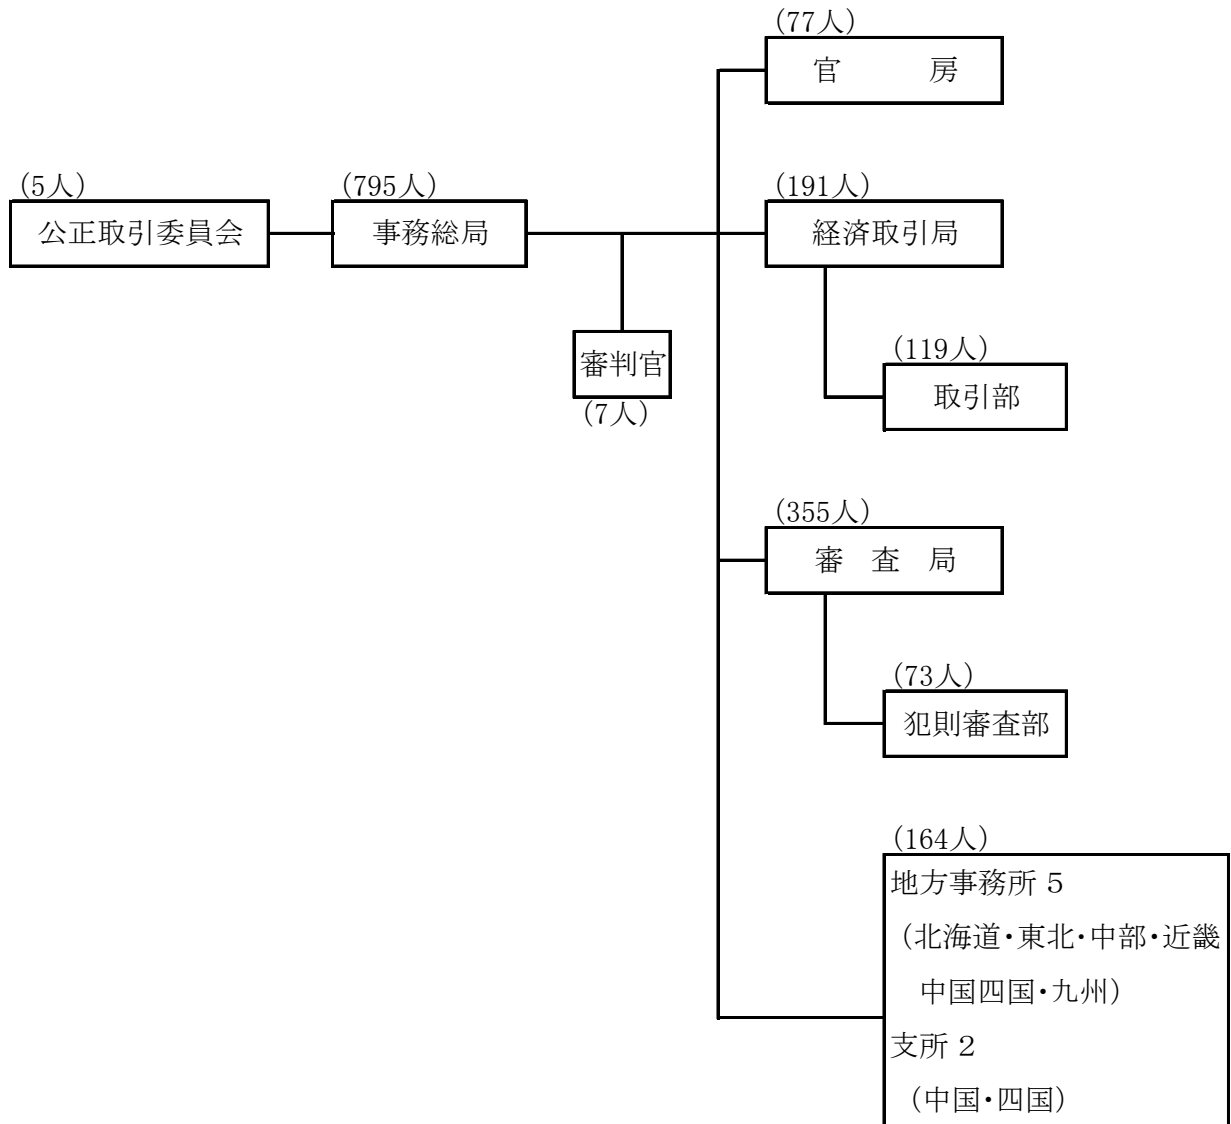 (77人)
官 房
(5人)
公正取引委員会
(795人)
事務総局
(191人)
経済取引局
審判官
(7人)
(119人)
取引部
(355人)
審 査 局
(73人)
犯則審査部
(164人)
地方事務所 5
(北海道・東北・中部・近畿
中国四国・九州)
支所 2
(中国・四国)